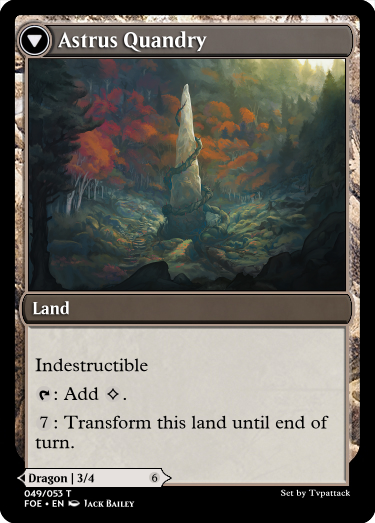 Astrus Quandry
Land
Indestructible
: Add .
7 : Transform this land until end of
turn.
Dragon | 3/4 6
049/053 T
FOE • EN Jack Bailey
Set by Tvpattack